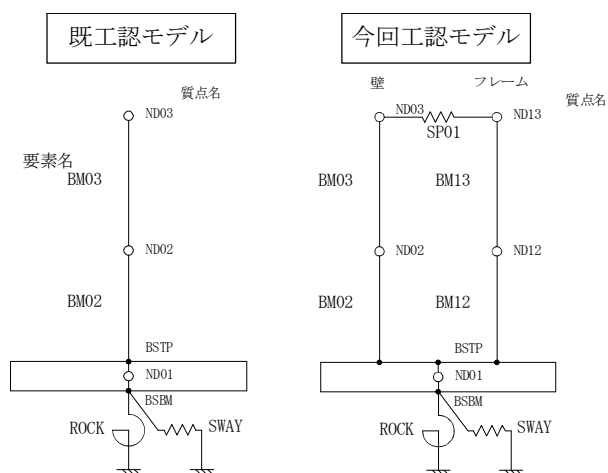 既工認モデル
今回工認モデル
質点名
ND03
要素名
BM03
ND02
BM02
BSTP
ND01
BSBM
ROCK
SWAY
壁
フレーム
質点名
ND03
ND13
SP01
BM03
BM13
ND02
ND12
BM02
BM12
BSTP
ND01
BSBM
ROCK
SWAY